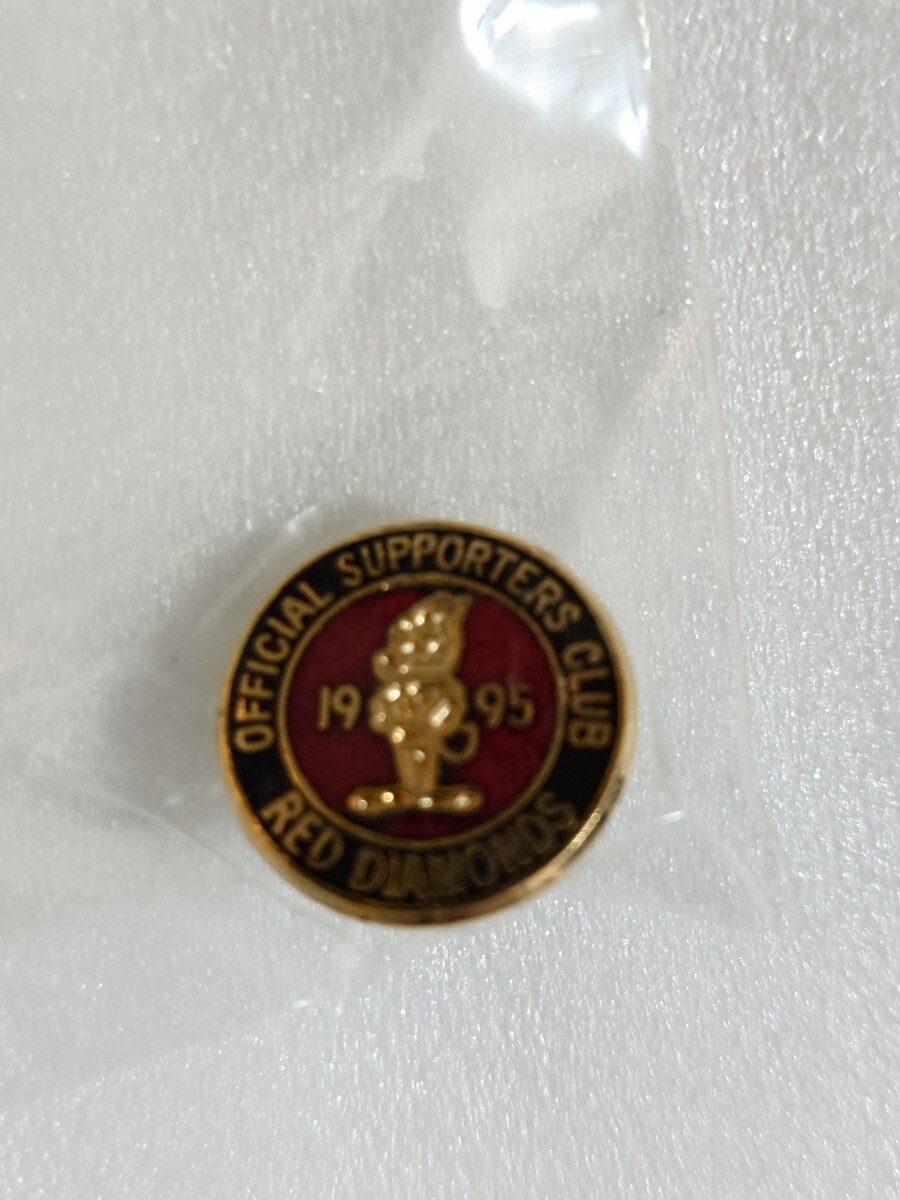 OFFICIAL SUPPORTERS CLUB
19 95
RED DIAMONDS